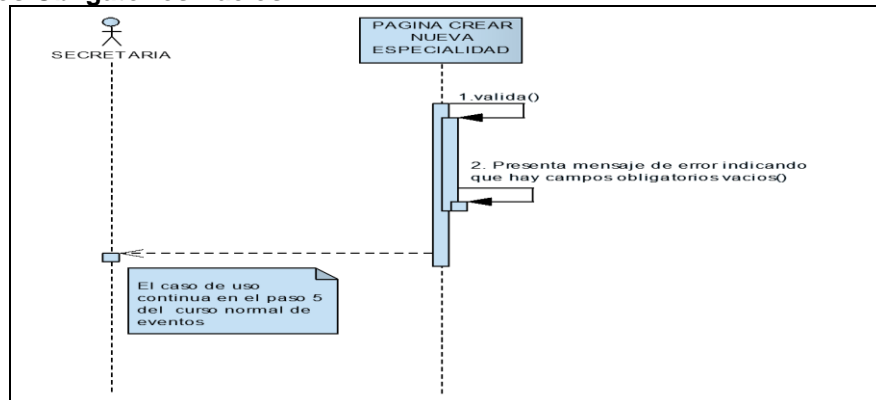 SECRETARIA
PAGINA CREAR
NUEVA
ESPECIALIDAD
1.valida()
2. Presenta mensaje de error indicando
que hay campos obligatorios vacios()
El caso de uso
continua en el paso 5
del curso normal de
eventos